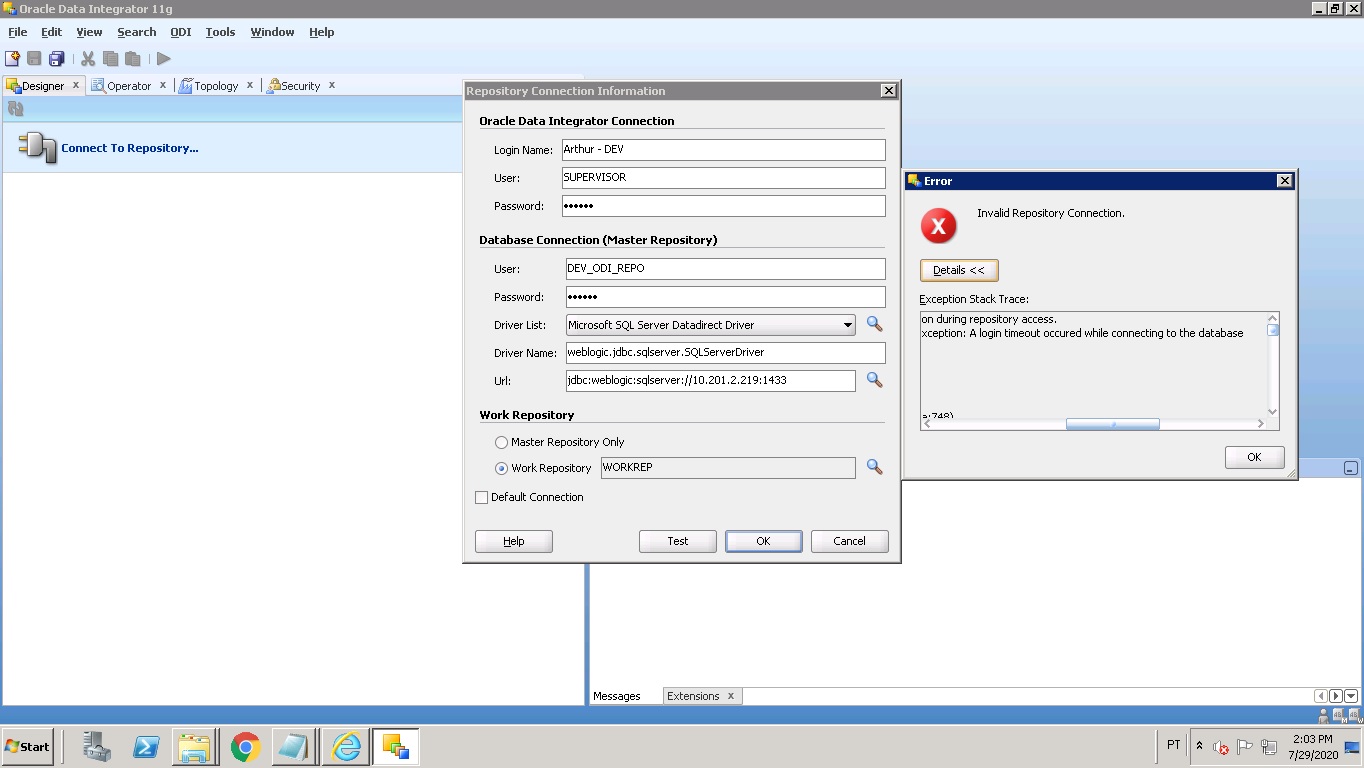 Oracle Data Integrator 11g
File Edit View Search ODI Tools Window Help
Designer Operator Topology Security
Connect To Repository...
Repository Connection Information
Oracle Data Integrator Connection
Login Name: Arthur - DEV
User: SUPERVISOR
Password: ••••••
Database Connection (Master Repository)
User: DEV_ODI_REPO
Password: ••••••
Driver List: Microsoft SQL Server Datadirect Driver
Driver Name: weblogic.jdbc.sqlserver.SQLServerDriver
Url: jdbc:weblogic:sqlserver://10.201.2.219:1433
Work Repository
Master Repository Only
Work Repository WORKREP
Default Connection
Help Test OK Cancel
Error
Invalid Repository Connection.
Details <<
Exception Stack Trace:
on during repository access.
xception: A login timeout occured while connecting to the database
a:748)
OK
Messages Extensions
Start PT 2:03 PM
7/29/2020